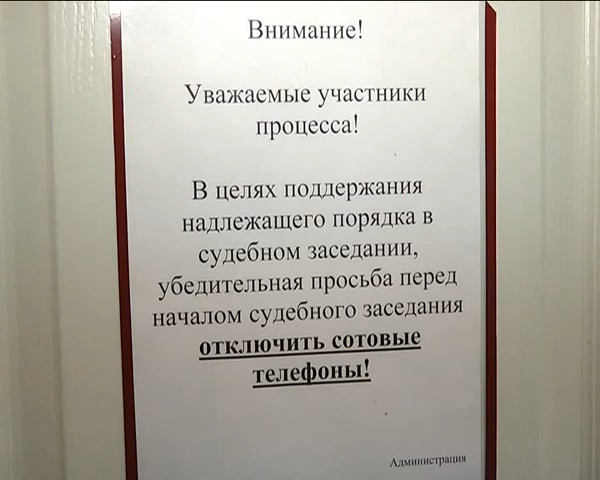 Внимание!
Уважаемые участники
процесса!
В целях поддержания
надлежащего порядка в
судебном заседании,
убедительная просьба перед
началом судебного заседания
отключить сотовые
телефоны!
Администрация